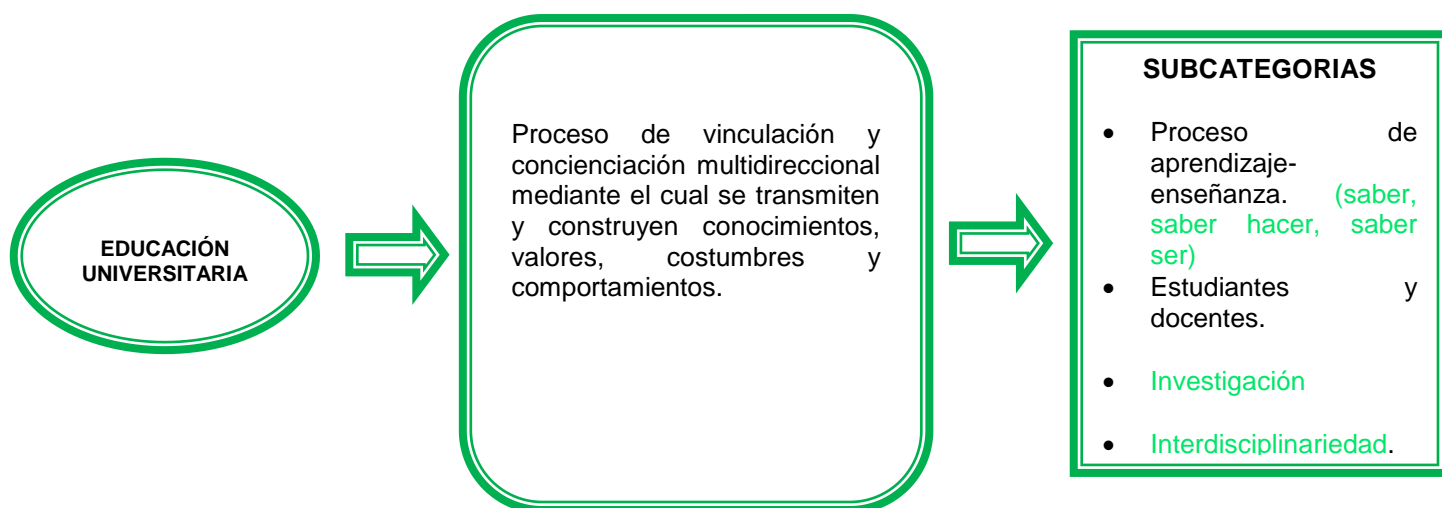 EDUCACIÓN
UNIVERSITARIA
Proceso de vinculación y
concienciación multidireccional
mediante el cual se transmiten
y construyen conocimientos,
valores, costumbres y
comportamientos.
SUBCATEGORIAS
• Proceso de
aprendizaje-
enseñanza. (saber,
saber hacer, saber
ser)
• Estudiantes y
docentes.
• Investigación
• Interdisciplinariedad.